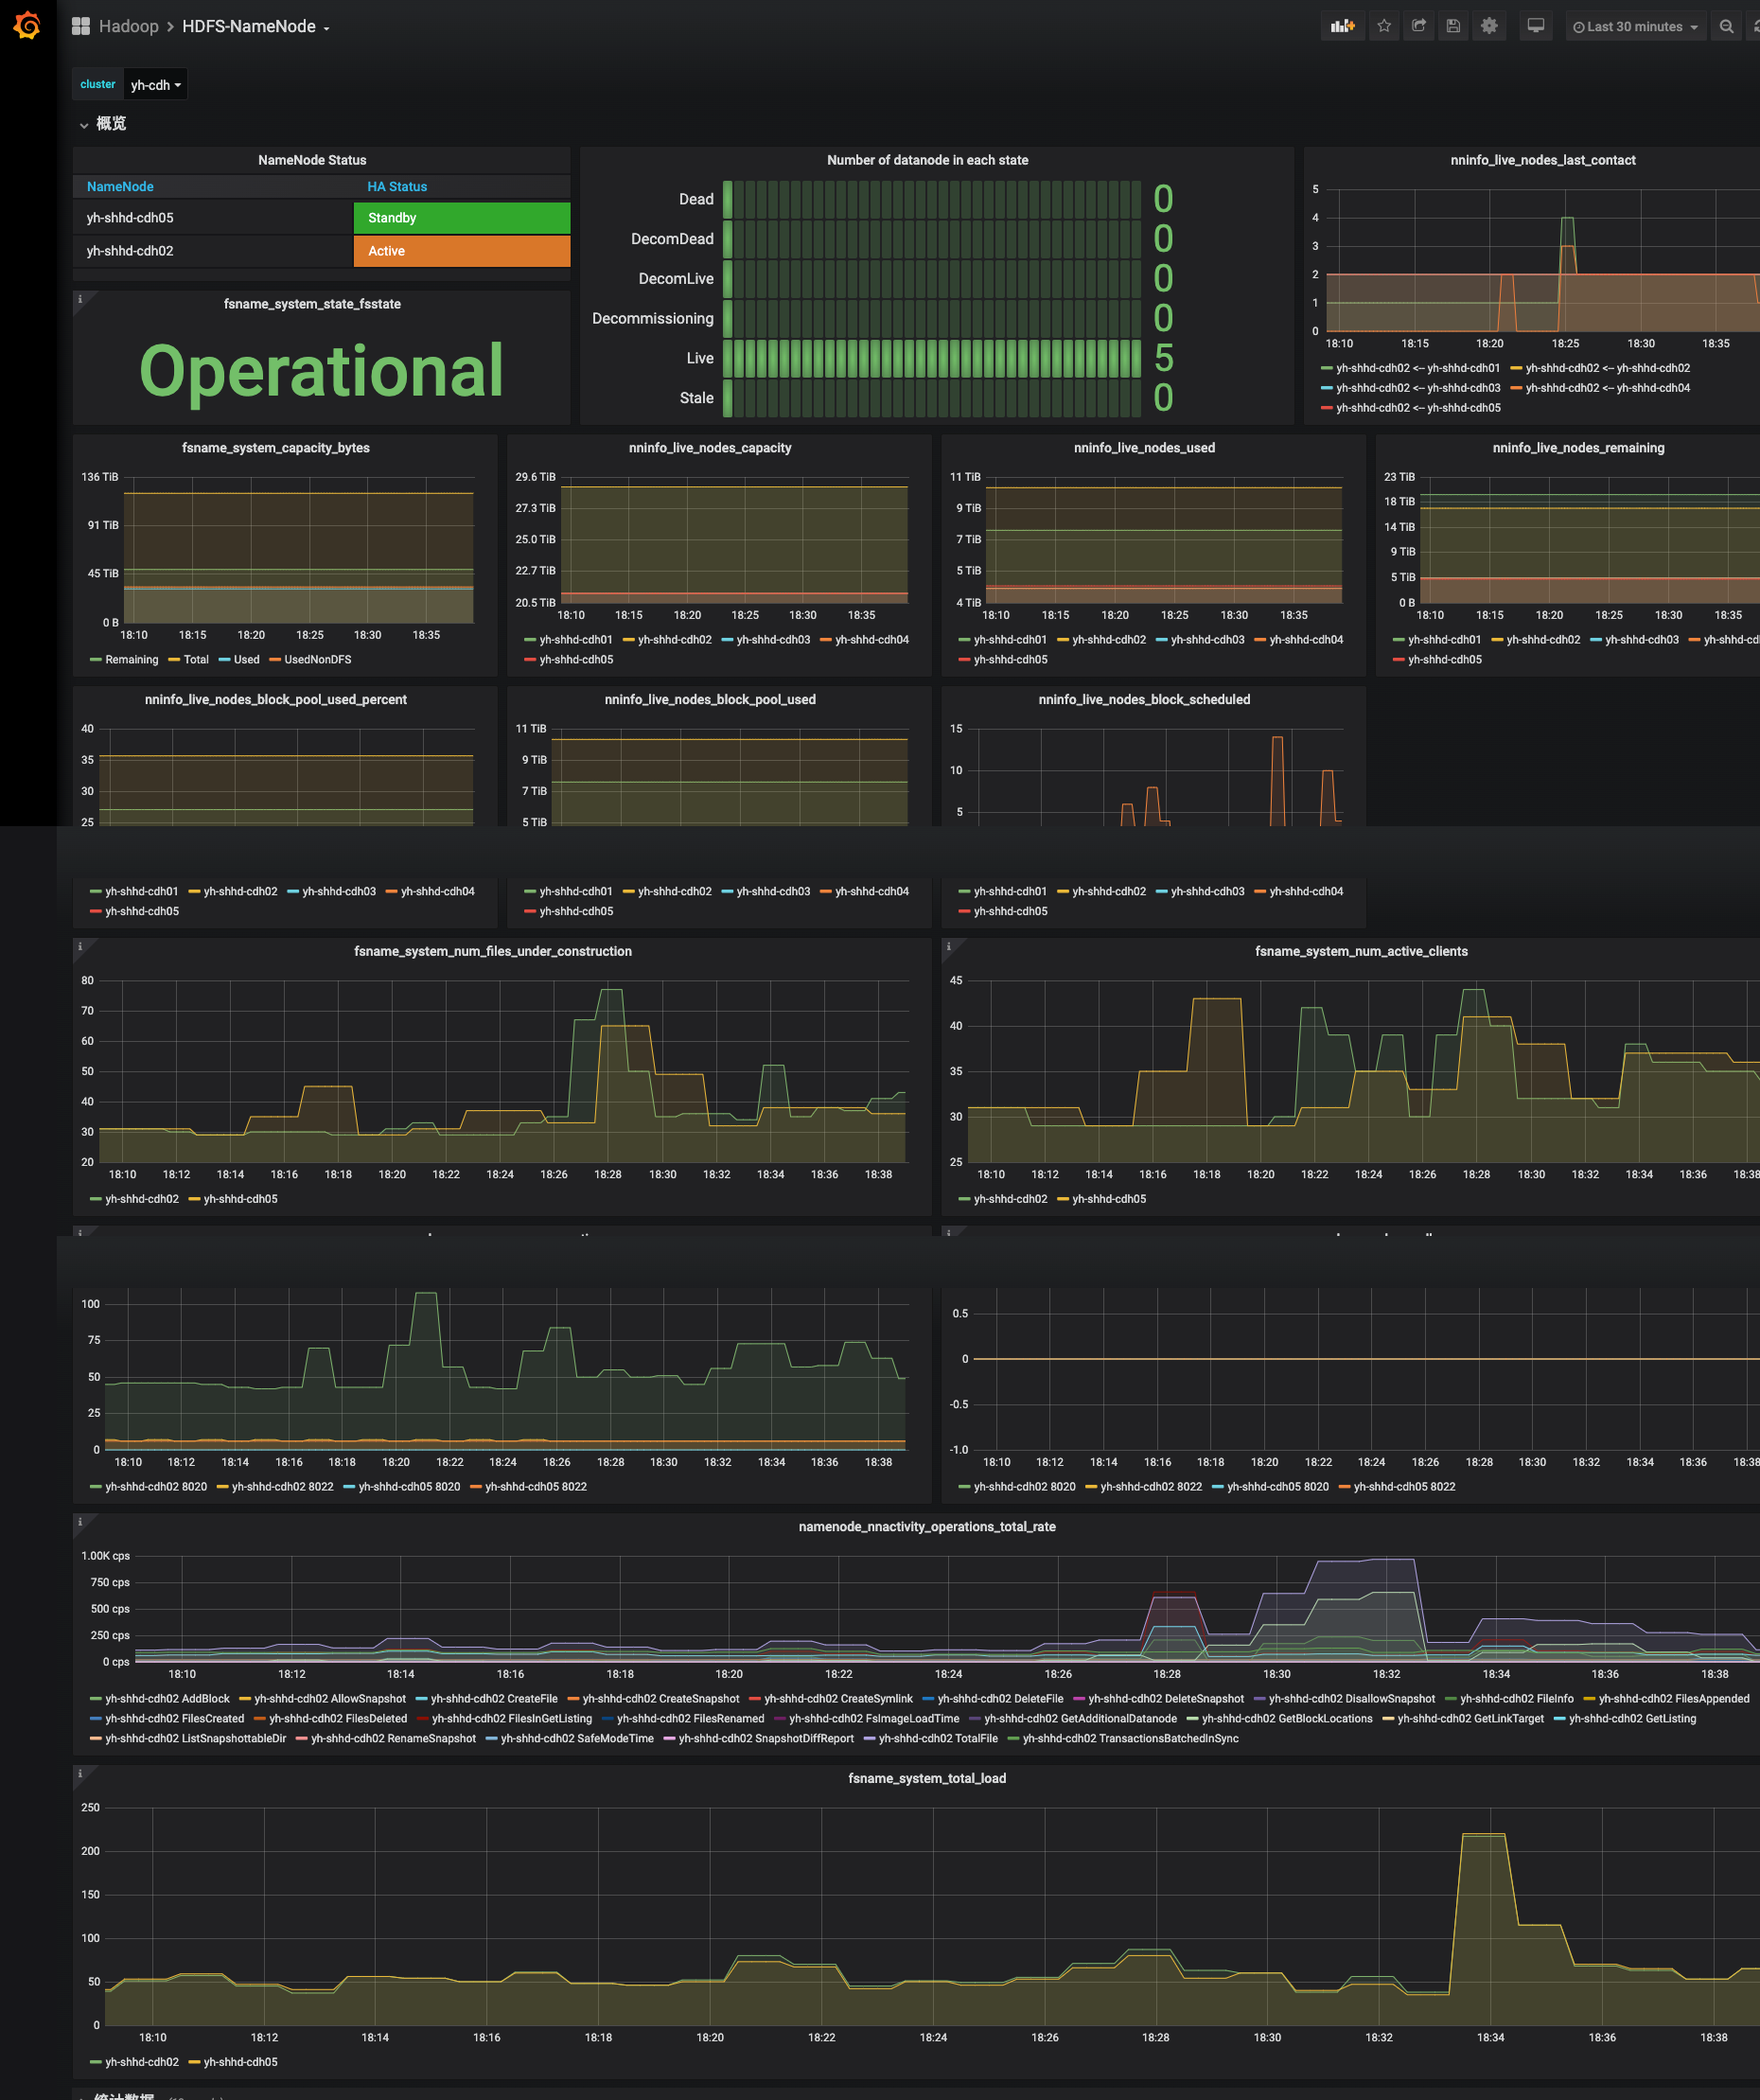 Hadoop > HDFS-NameNode
Last 30 minutes
cluster yh-cdh
概览
NameNode Status
NameNode HA Status
yh-shhd-cdh05 Standby
yh-shhd-cdh02 Active
fsname_system_state_fsstate
Operational
Number of datanode in each state
Dead 0
DecomDead 0
DecomLive 0
Decommissioning 0
Live 5
Stale 0
nninfo_live_nodes_last_contact
5
4
3
2
1
0
18:10 18:15 18:20 18:25 18:30 18:35
yh-shhd-cdh02 <-- yh-shhd-cdh01 yh-shhd-cdh02 <-- yh-shhd-cdh02
yh-shhd-cdh02 <-- yh-shhd-cdh03 yh-shhd-cdh02 <-- yh-shhd-cdh04
yh-shhd-cdh02 <-- yh-shhd-cdh05
fsname_system_capacity_bytes
136 TiB
91 TiB
45 TiB
0 B
18:10 18:15 18:20 18:25 18:30 18:35
Remaining Total Used UsedNonDFS
nninfo_live_nodes_capacity
29.6 TiB
27.3 TiB
25.0 TiB
22.7 TiB
20.5 TiB
18:10 18:15 18:20 18:25 18:30 18:35
yh-shhd-cdh01 yh-shhd-cdh02 yh-shhd-cdh03 yh-shhd-cdh04
yh-shhd-cdh05
nninfo_live_nodes_used
11 TiB
9 TiB
7 TiB
5 TiB
4 TiB
18:10 18:15 18:20 18:25 18:30 18:35
yh-shhd-cdh01 yh-shhd-cdh02 yh-shhd-cdh03 yh-shhd-cdh04
yh-shhd-cdh05
nninfo_live_nodes_remaining
23 TiB
18 TiB
14 TiB
9 TiB
5 TiB
0 B
18:10 18:15 18:20 18:25 18:30 18:35
yh-shhd-cdh01 yh-shhd-cdh02 yh-shhd-cdh03 yh-shhd-cd
yh-shhd-cdh05
nninfo_live_nodes_block_pool_used_percent
40
35
30
25
yh-shhd-cdh01 yh-shhd-cdh02 yh-shhd-cdh03 yh-shhd-cdh04
yh-shhd-cdh05
nninfo_live_nodes_block_pool_used
11 TiB
9 TiB
7 TiB
5 TiB
yh-shhd-cdh01 yh-shhd-cdh02 yh-shhd-cdh03 yh-shhd-cdh04
yh-shhd-cdh05
nninfo_live_nodes_block_scheduled
15
10
5
yh-shhd-cdh01 yh-shhd-cdh02 yh-shhd-cdh03 yh-shhd-cdh04
yh-shhd-cdh05
fsname_system_num_files_under_construction
80
70
60
50
40
30
20
18:10 18:12 18:14 18:16 18:18 18:20 18:22 18:24 18:26 18:28 18:30 18:32 18:34 18:36 18:38
yh-shhd-cdh02 yh-shhd-cdh05
fsname_system_num_active_clients
45
40
35
30
25
18:10 18:12 18:14 18:16 18:18 18:20 18:22 18:24 18:26 18:28 18:30 18:32 18:34 18:36 18:38
yh-shhd-cdh02 yh-shhd-cdh05
100
75
50
25
0
18:10 18:12 18:14 18:16 18:18 18:20 18:22 18:24 18:26 18:28 18:30 18:32 18:34 18:36 18:38
yh-shhd-cdh02 8020 yh-shhd-cdh02 8022 yh-shhd-cdh05 8020 yh-shhd-cdh05 8022
0.5
0
-0.5
-1.0
18:10 18:12 18:14 18:16 18:18 18:20 18:22 18:24 18:26 18:28 18:30 18:32 18:34 18:36 18:38
yh-shhd-cdh02 8020 yh-shhd-cdh02 8022 yh-shhd-cdh05 8020 yh-shhd-cdh05 8022
namenode_nnactivity_operations_total_rate
1.00K cps
750 cps
500 cps
250 cps
0 cps
18:10 18:12 18:14 18:16 18:18 18:20 18:22 18:24 18:26 18:28 18:30 18:32 18:34 18:36 18:38
yh-shhd-cdh02 AddBlock yh-shhd-cdh02 AllowSnapshot yh-shhd-cdh02 CreateFile yh-shhd-cdh02 CreateSnapshot yh-shhd-cdh02 CreateSymlink yh-shhd-cdh02 DeleteFile yh-shhd-cdh02 DeleteSnapshot yh-shhd-cdh02 DisallowSnapshot yh-shhd-cdh02 FileInfo yh-shhd-cdh02 FilesAppended
yh-shhd-cdh02 FilesCreated yh-shhd-cdh02 FilesDeleted yh-shhd-cdh02 FilesInGetListing yh-shhd-cdh02 FilesRenamed yh-shhd-cdh02 FsImageLoadTime yh-shhd-cdh02 GetAdditionalDatanode yh-shhd-cdh02 GetBlockLocations yh-shhd-cdh02 GetLinkTarget yh-shhd-cdh02 GetListing
yh-shhd-cdh02 ListSnapshottableDir yh-shhd-cdh02 RenameSnapshot yh-shhd-cdh02 SafeModeTime yh-shhd-cdh02 SnapshotDiffReport yh-shhd-cdh02 TotalFile yh-shhd-cdh02 TransactionsBatchedInSync
fsname_system_total_load
250
200
150
100
50
0
18:10 18:12 18:14 18:16 18:18 18:20 18:22 18:24 18:26 18:28 18:30 18:32 18:34 18:36 18:38
yh-shhd-cdh02 yh-shhd-cdh05
统计数据